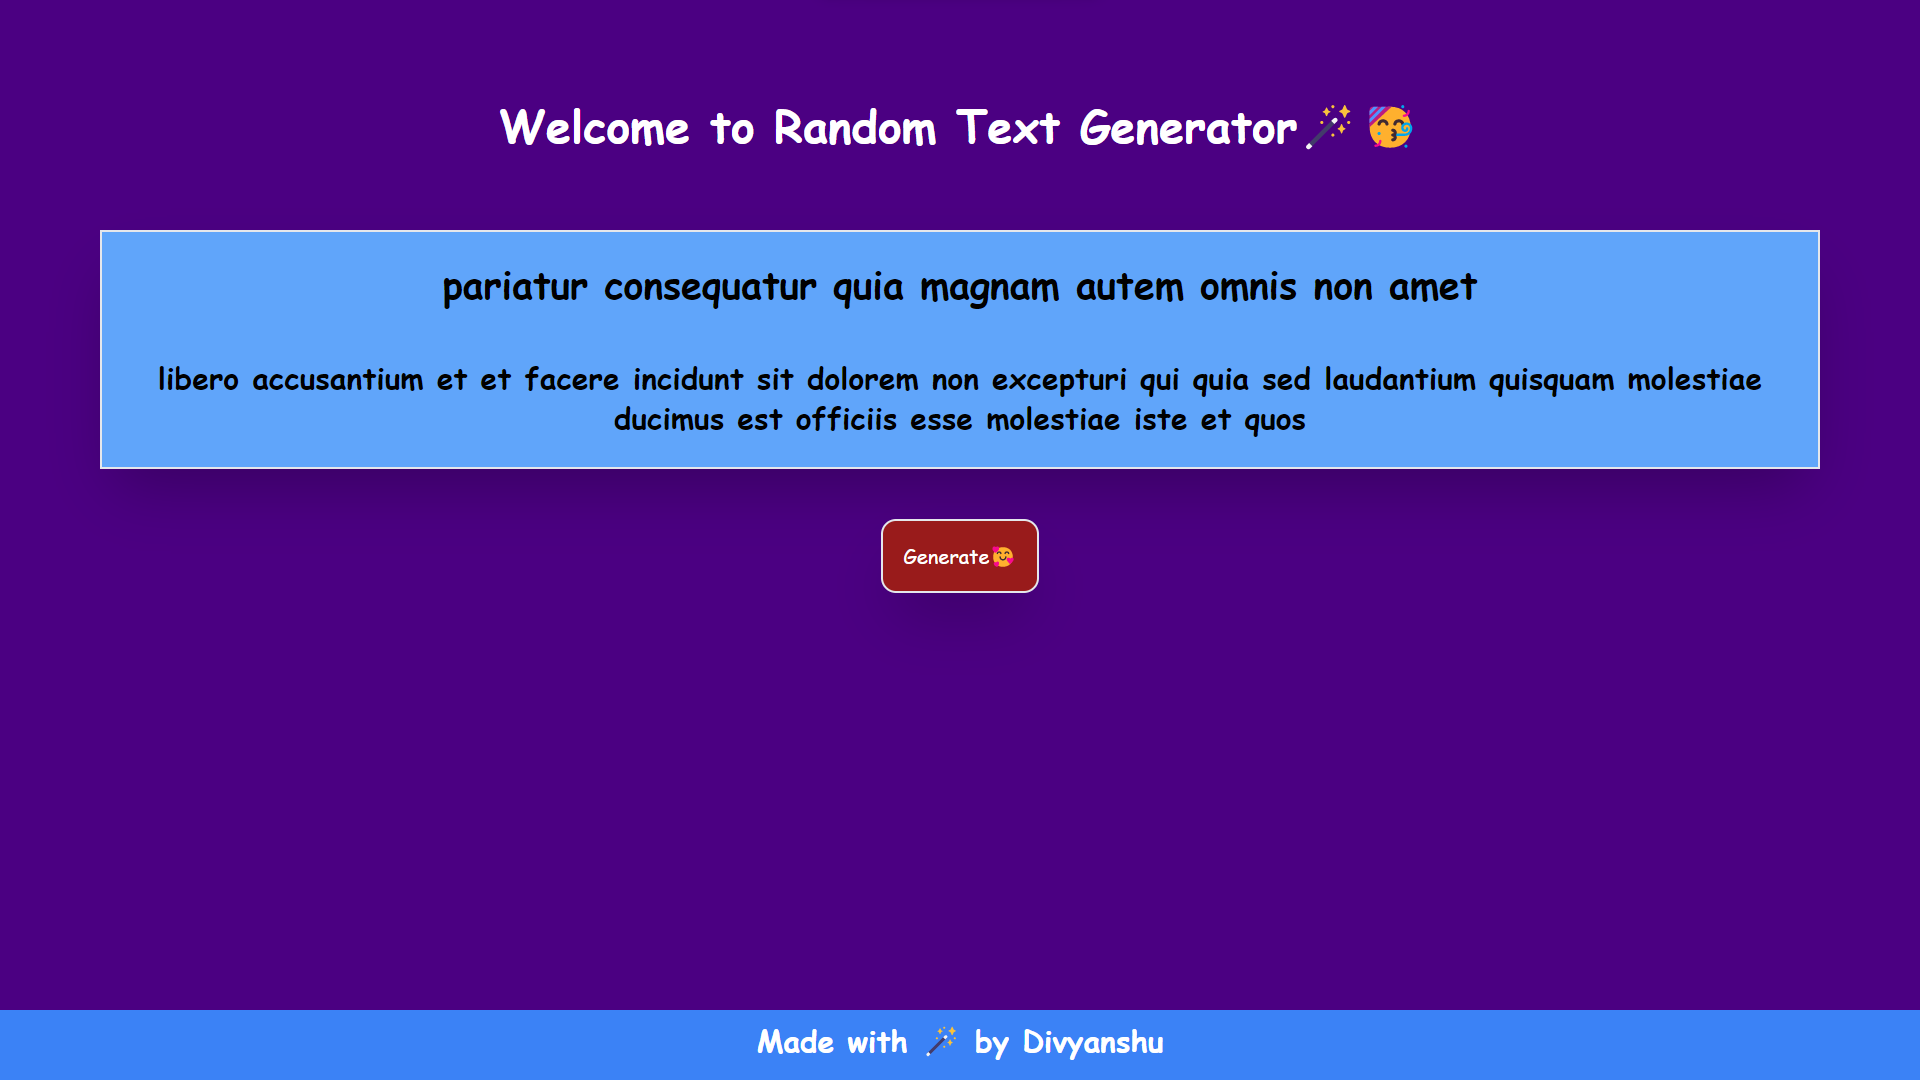 Welcome to Random Text Generator🪄 🥳
pariatur consequatur quia magnam autem omnis non amet
libero accusantium et et facere incidunt sit dolorem non excepturi qui quia sed laudantium quisquam molestiae
ducimus est officiis esse molestiae iste et quos
Generate🥰
Made with 🪄 by Divyanshu